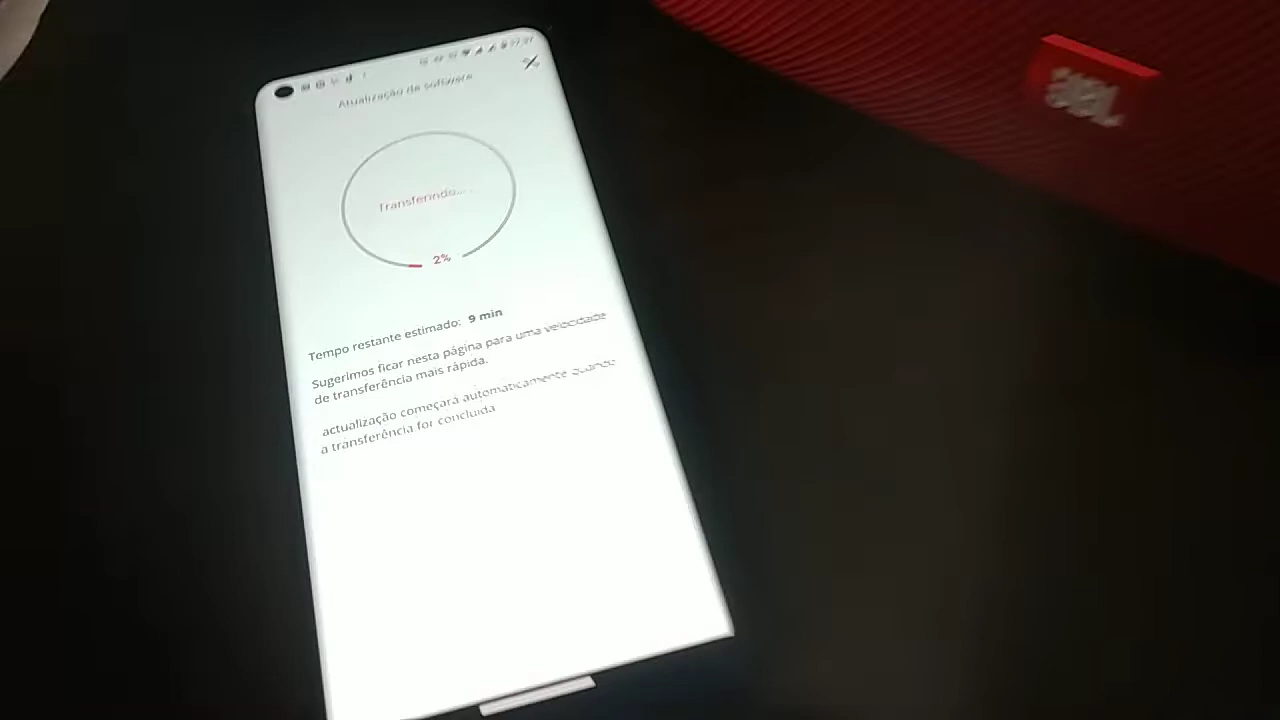 Atualização de software
Transferindo...
2%
Tempo restante estimado: 9 min
Sugerimos ficar nesta página para uma velocidade
de transferência mais rápida.
actualização começará automaticamente quando
a transferência for concluída
JBL